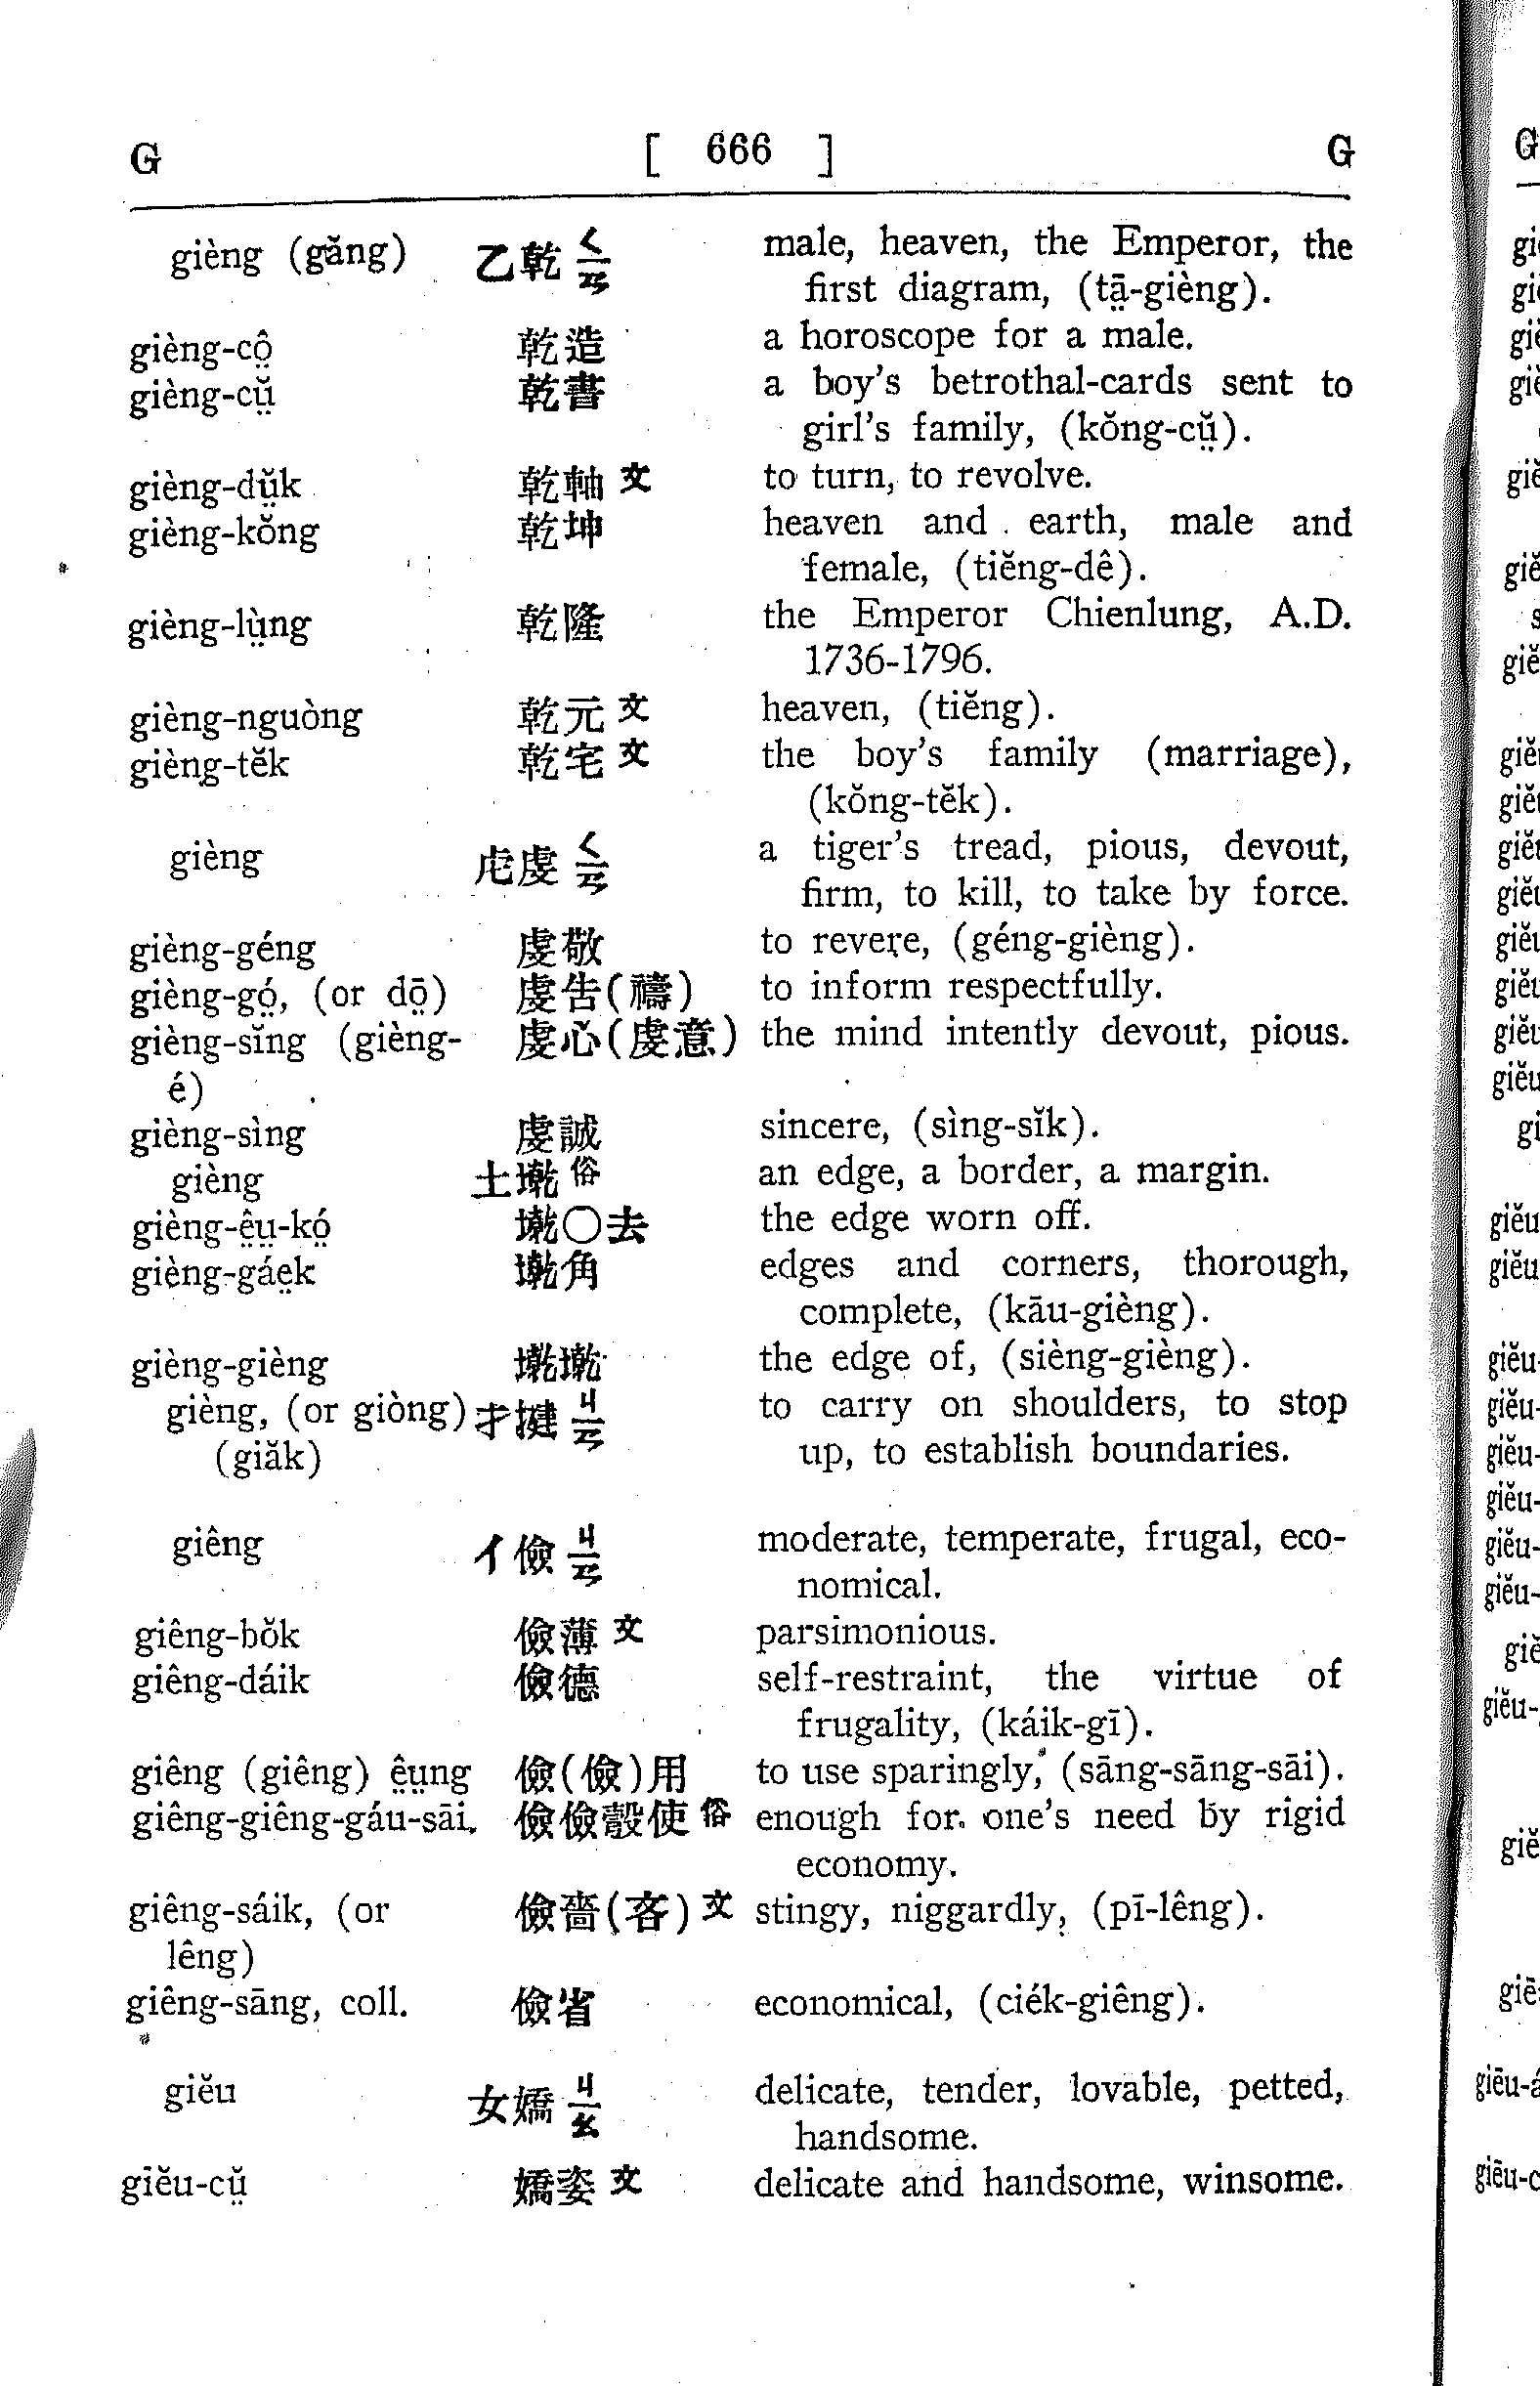 G [ 666 ] G
gièng (găng) 乙乾 ㄑㄢ male, heaven, the Emperor, the
first diagram, (tā̤-gièng).
gièng-cô̤ 乾造 a horoscope for a male.
gièng-cṳ̆ 乾書 a boy's betrothal-cards sent to
girl's family, (kŏng-cṳ̆).
gièng-dṳ̆k 乾軸 文 to turn, to revolve.
gièng-kŏng 乾坤 heaven and earth, male and
female, (tiĕng-dê).
gièng-lṳ̀ng 乾隆 the Emperor Chienlung, A.D.
1736-1796.
gièng-nguòng 乾元 文 heaven, (tiĕng).
gièng-tĕk 乾宅 文 the boy's family (marriage),
(kŏng-tĕk).
gièng 虍虔 ㄑㄢ a tiger's tread, pious, devout,
firm, to kill, to take by force.
gièng-géng 虔敬 to revere, (géng-gièng).
gièng-gó̤, (or dō̤) 虔告(禱) to inform respectfully.
gièng-sĭng (gièng- 虔心(虔意) the mind intently devout, pious.
é)
gièng-sìng 虔誠 sincere, (sìng-sĭk).
gièng 土墘 俗 an edge, a border, a margin.
gièng-ê̤ṳ-kó̤ 墘〇去 the edge worn off.
gièng-gáe̤k 墘角 edges and corners, thorough,
complete, (kāu-gièng).
gièng-gièng 墘墘 the edge of, (sièng-gièng).
gièng, (or giòng) 才揵 ㄐㄢ to carry on shoulders, to stop
(giăk) up, to establish boundaries.
giêng 亻儉 ㄐㄢ moderate, temperate, frugal, eco-
nomical.
giêng-bŏk 儉薄 文 parsimonious.
giêng-dáik 儉德 self-restraint, the virtue of
frugality, (káik-gī).
giêng (giêng) ê̤ṳng 儉(儉)用 to use sparingly, (sāng-sāng-sāi).
giêng-giêng-gáu-sāi, 儉儉彀使 俗 enough for one's need by rigid
economy.
giêng-sáik, (or 儉嗇(吝) 文 stingy, niggardly, (pī-lêng).
lêng)
giêng-sāng, coll. 儉省 economical, (ciék-giêng).
giĕu 女嬌 ㄐㄠ delicate, tender, lovable, petted,
handsome.
giĕu-cṳ̆ 嬌姿 文 delicate and handsome, winsome.